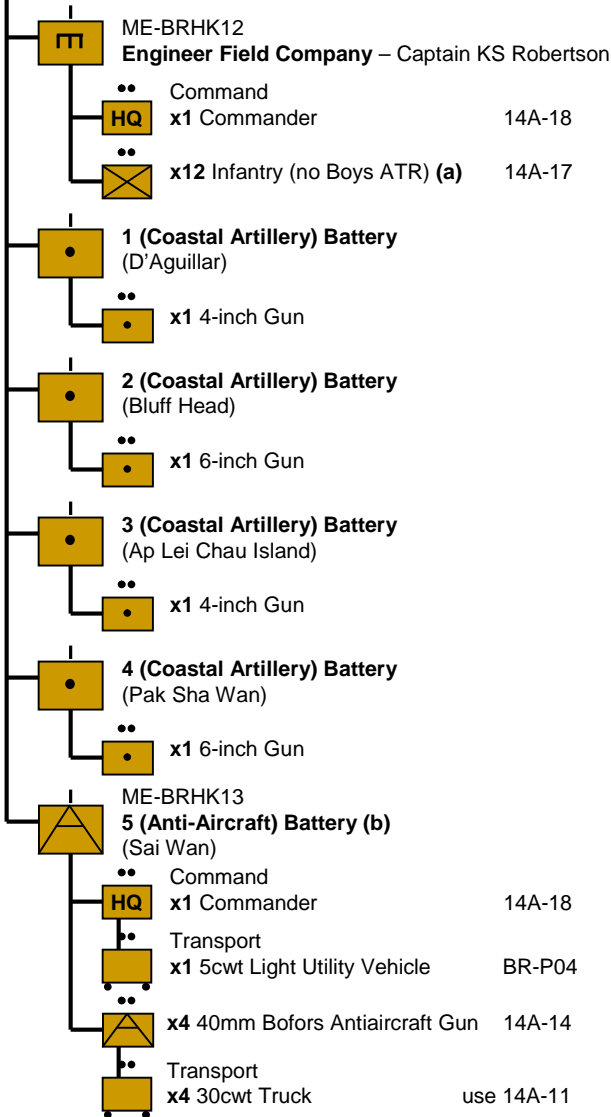 ME-BRHK12
Engineer Field Company – Captain KS Robertson
Command
HQ x1 Commander 14A-18
x12 Infantry (no Boys ATR) (a) 14A-17
1 (Coastal Artillery) Battery
(D'Aguillar)
x1 4-inch Gun
2 (Coastal Artillery) Battery
(Bluff Head)
x1 6-inch Gun
3 (Coastal Artillery) Battery
(Ap Lei Chau Island)
x1 4-inch Gun
4 (Coastal Artillery) Battery
(Pak Sha Wan)
x1 6-inch Gun
ME-BRHK13
5 (Anti-Aircraft) Battery (b)
(Sai Wan)
Command
HQ x1 Commander 14A-18
Transport
x1 5cwt Light Utility Vehicle BR-P04
x4 40mm Bofors Antiaircraft Gun 14A-14
Transport
x4 30cwt Truck use 14A-11